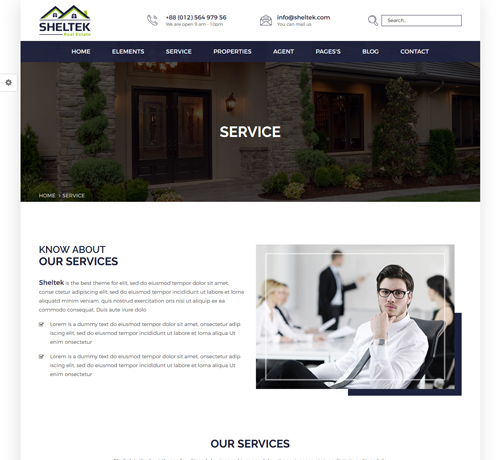 SHELTEK
Real Estate
+88 (012) 564 979 56
We are open 9 am - 10pm
info@sheltek.com
You can mail us
Search..
HOME ELEMENTS SERVICE PROPERTIES AGENT PAGES'S BLOG CONTACT
SERVICE
HOME > SERVICE
KNOW ABOUT
OUR SERVICES
Sheltek is the best theme for elit, sed do eiusmod tempor dolor sit amet,
conse ctetur adipiscing elit, sed do eiusmod tempor incididunt ut labore et lorna
aliquatd minim veniam, quis nostrud exercitation oris nisi ut aliquip ex ea
commodo consequat. Duis aute irure dolo.
Lorem is a dummy text do eiusmod tempor dolor sit amet, onsectetur adip
iscing elit, sed do eiusmod tempor incididunt ut labore et lorna aliqua Ut
enim onsectetur
Lorem is a dummy text do eiusmod tempor dolor sit amet, onsectetur adip
iscing elit, sed do eiusmod tempor incididunt ut labore et lorna aliqua Ut
enim onsectetur
OUR SERVICES